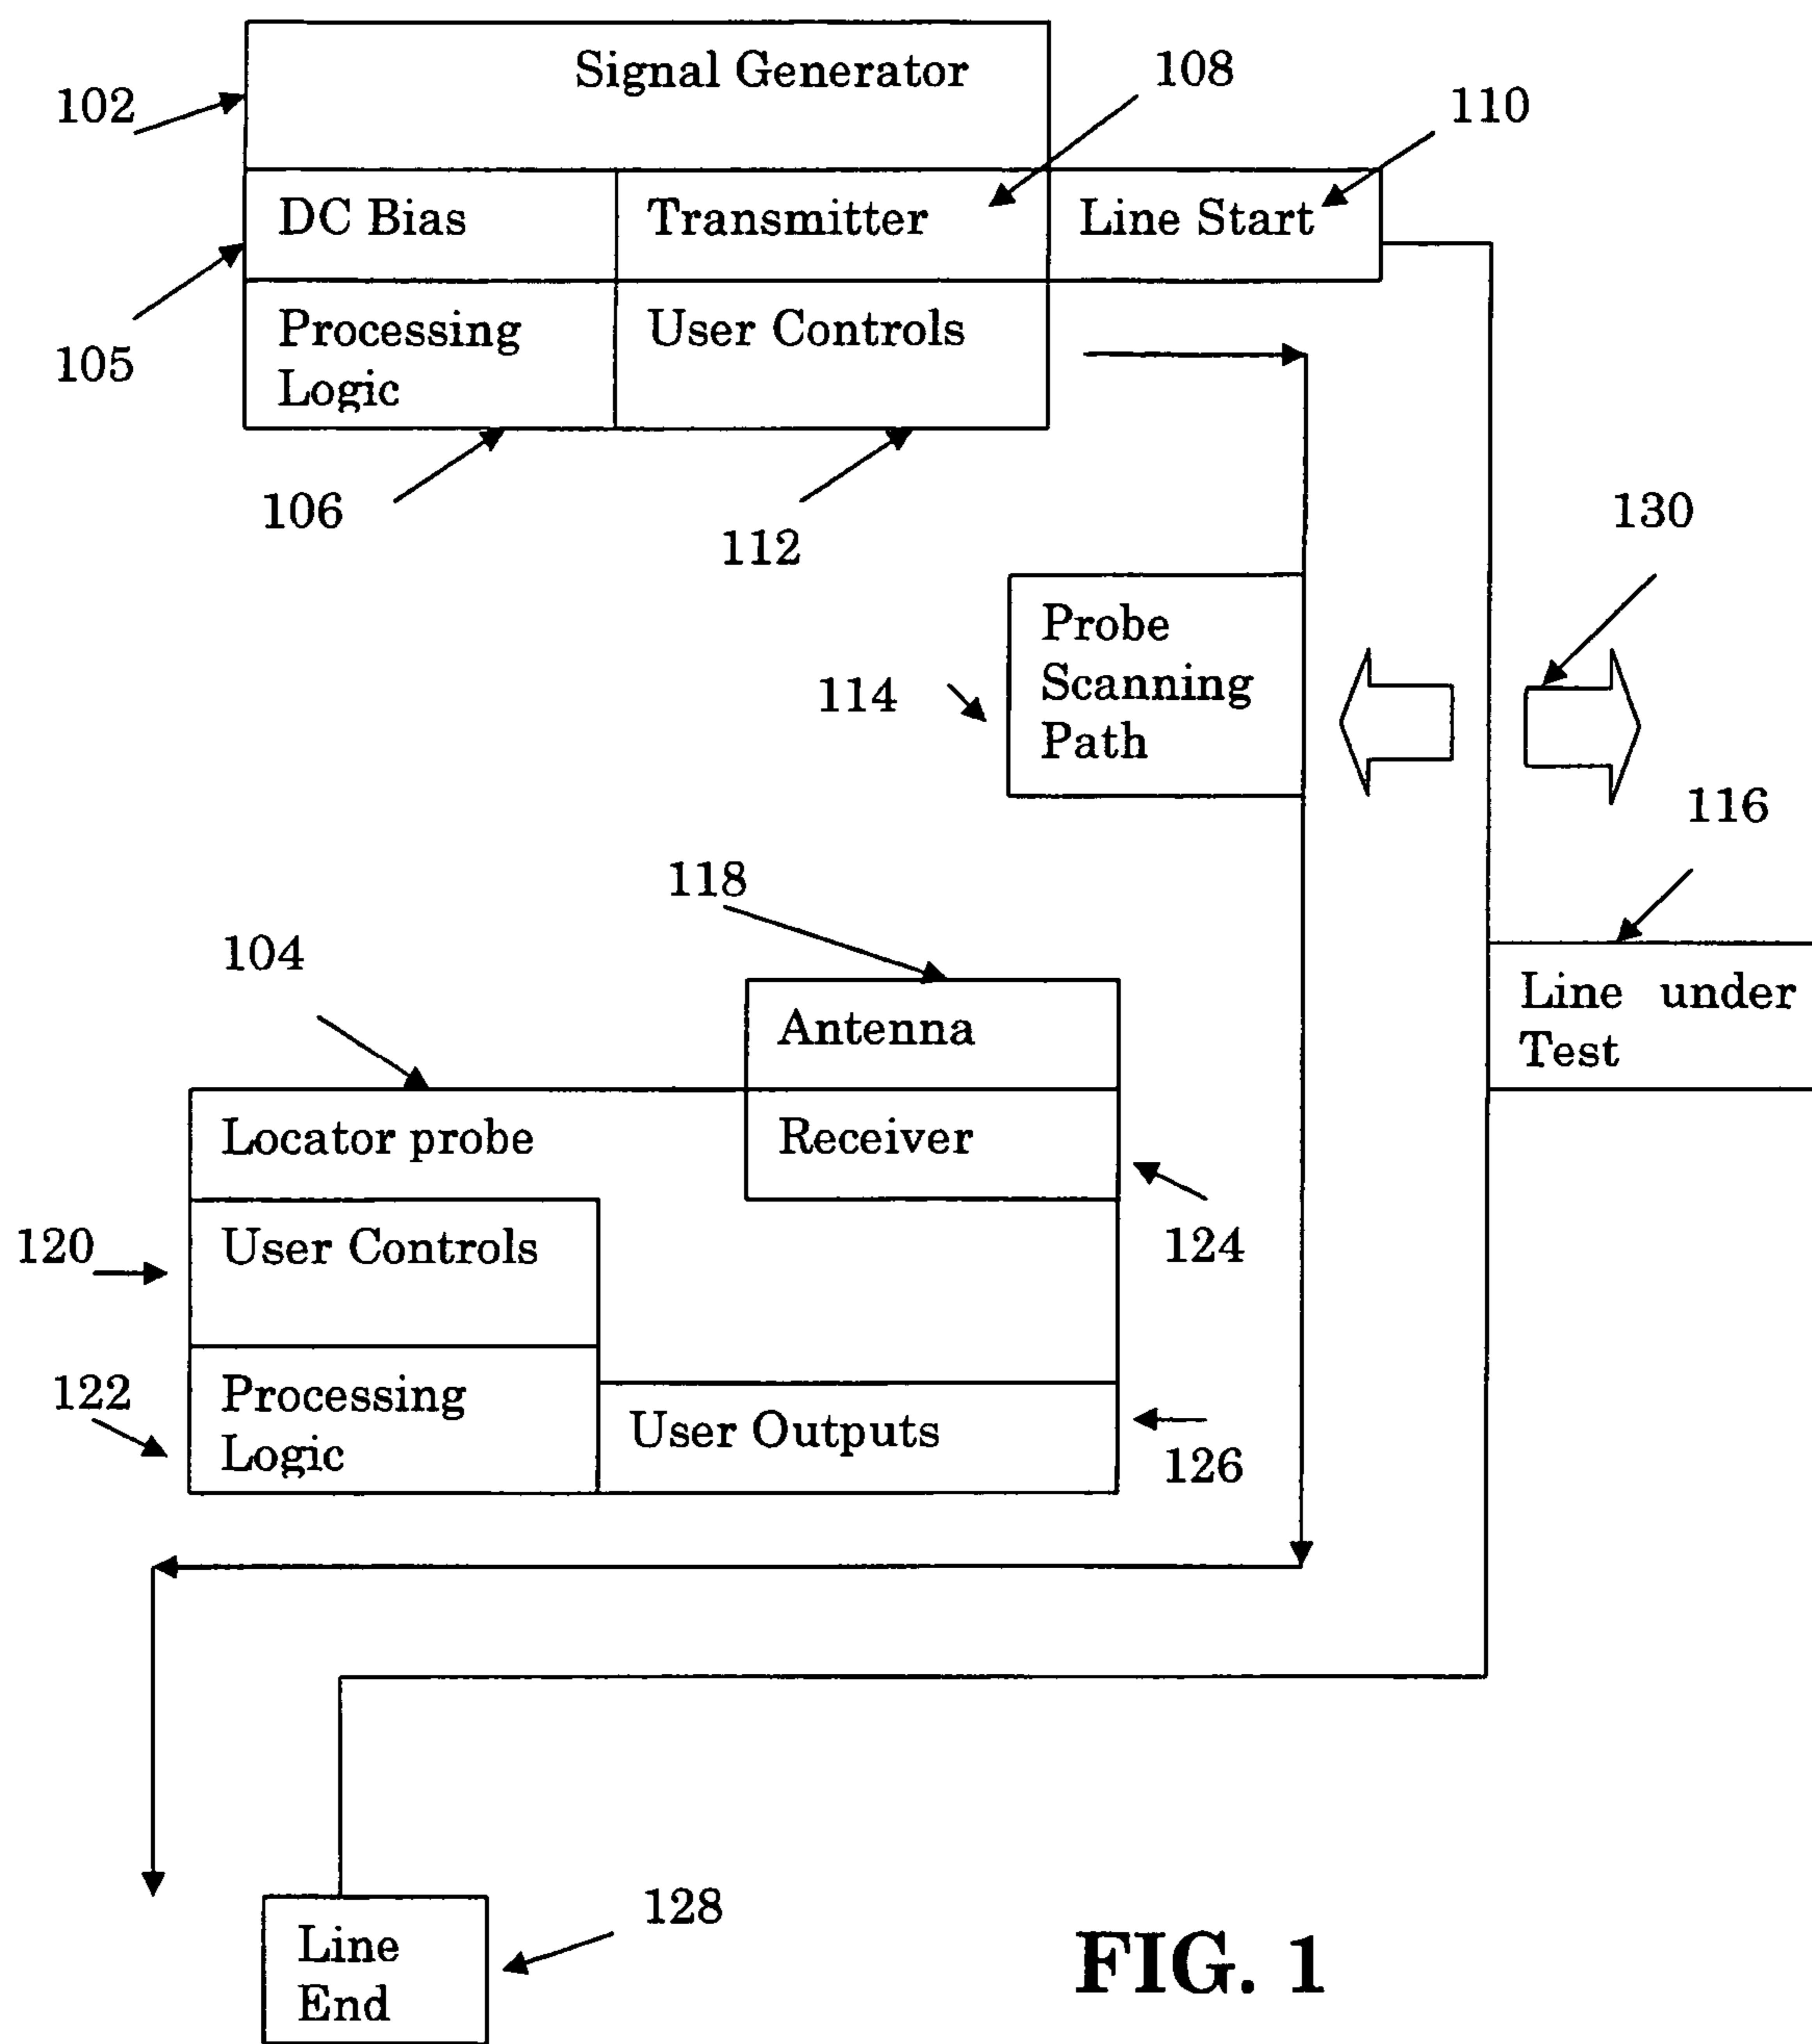 Signal Generator
108
102
110
DC Bias
Transmitter
Line Start
105
Processing
Logic
User Controls
106
112
130
Probe
Scanning
Path
114
116
118
104
Antenna
Line under
Test
Locator probe
Receiver
120
User Controls
124
122
Processing
Logic
User Outputs
126
128
Line
End
FIG. 1